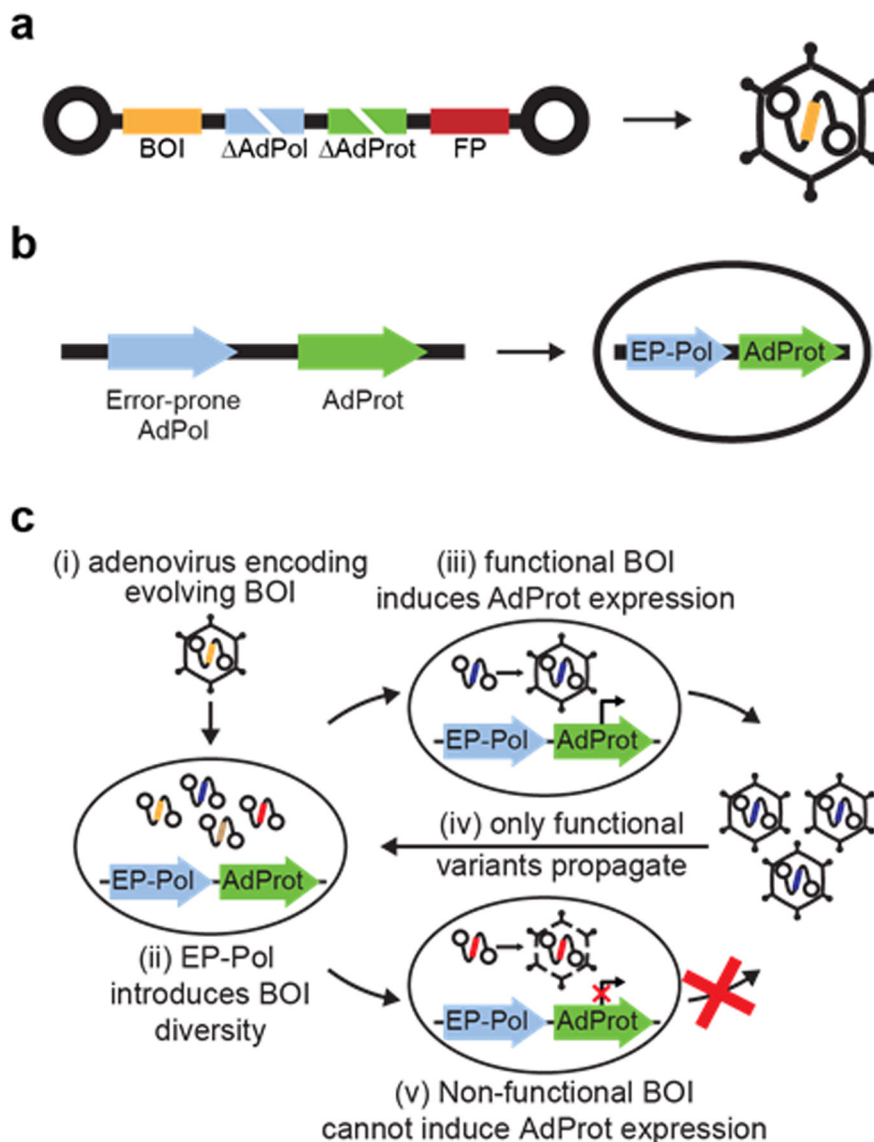 a
BOI
ΔAdPol
ΔAdProt
FP
b
Error-prone
AdPol
AdProt
EP-Pol
AdProt
c
(i) adenovirus encoding
evolving BOI
(iii) functional BOI
induces AdProt expression
EP-Pol
AdProt
(iv) only functional
variants propagate
EP-Pol
AdProt
(ii) EP-Pol
introduces BOI
diversity
EP-Pol
AdProt
(v) Non-functional BOI
cannot induce AdProt expression